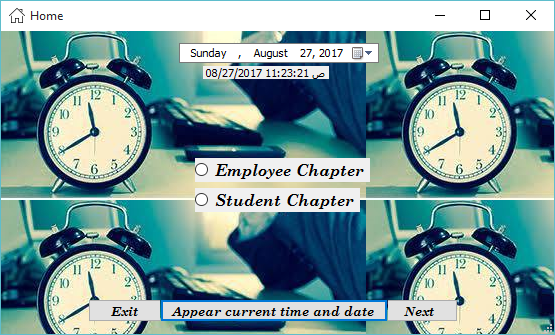 Home
Sunday , August 27, 2017
08/27/2017 11:23:21 ص
Employee Chapter
Student Chapter
Exit
Appear current time and date
Next